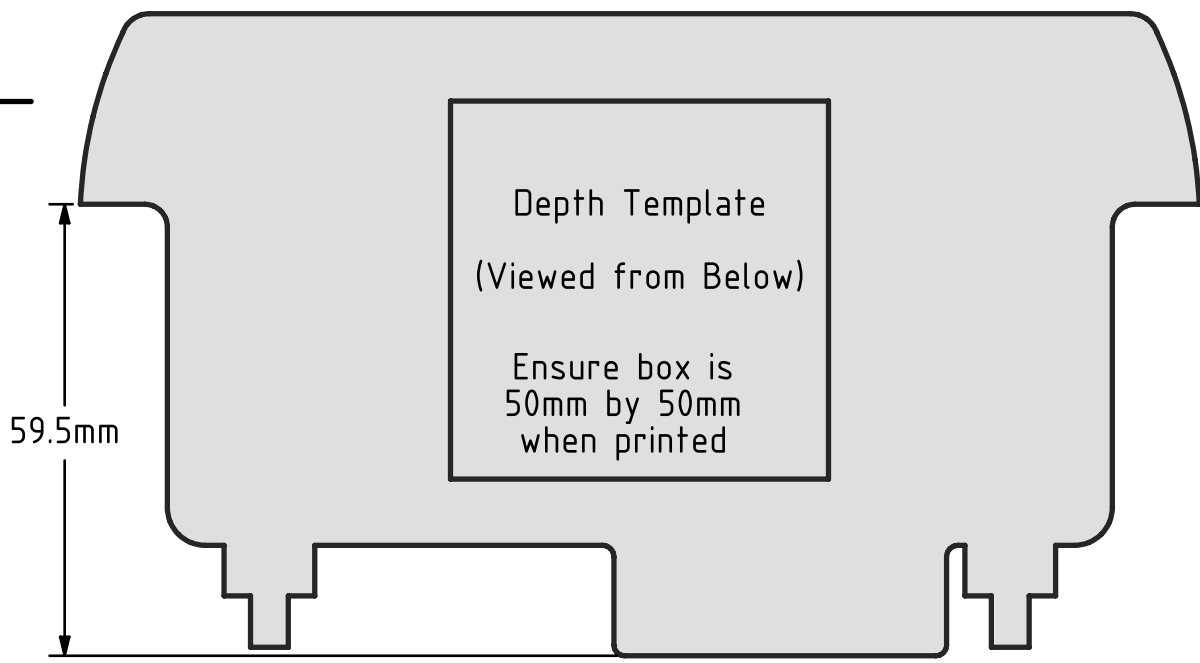 Depth Template
(Viewed from Below)
Ensure box is
50mm by 50mm
when printed
59.5mm